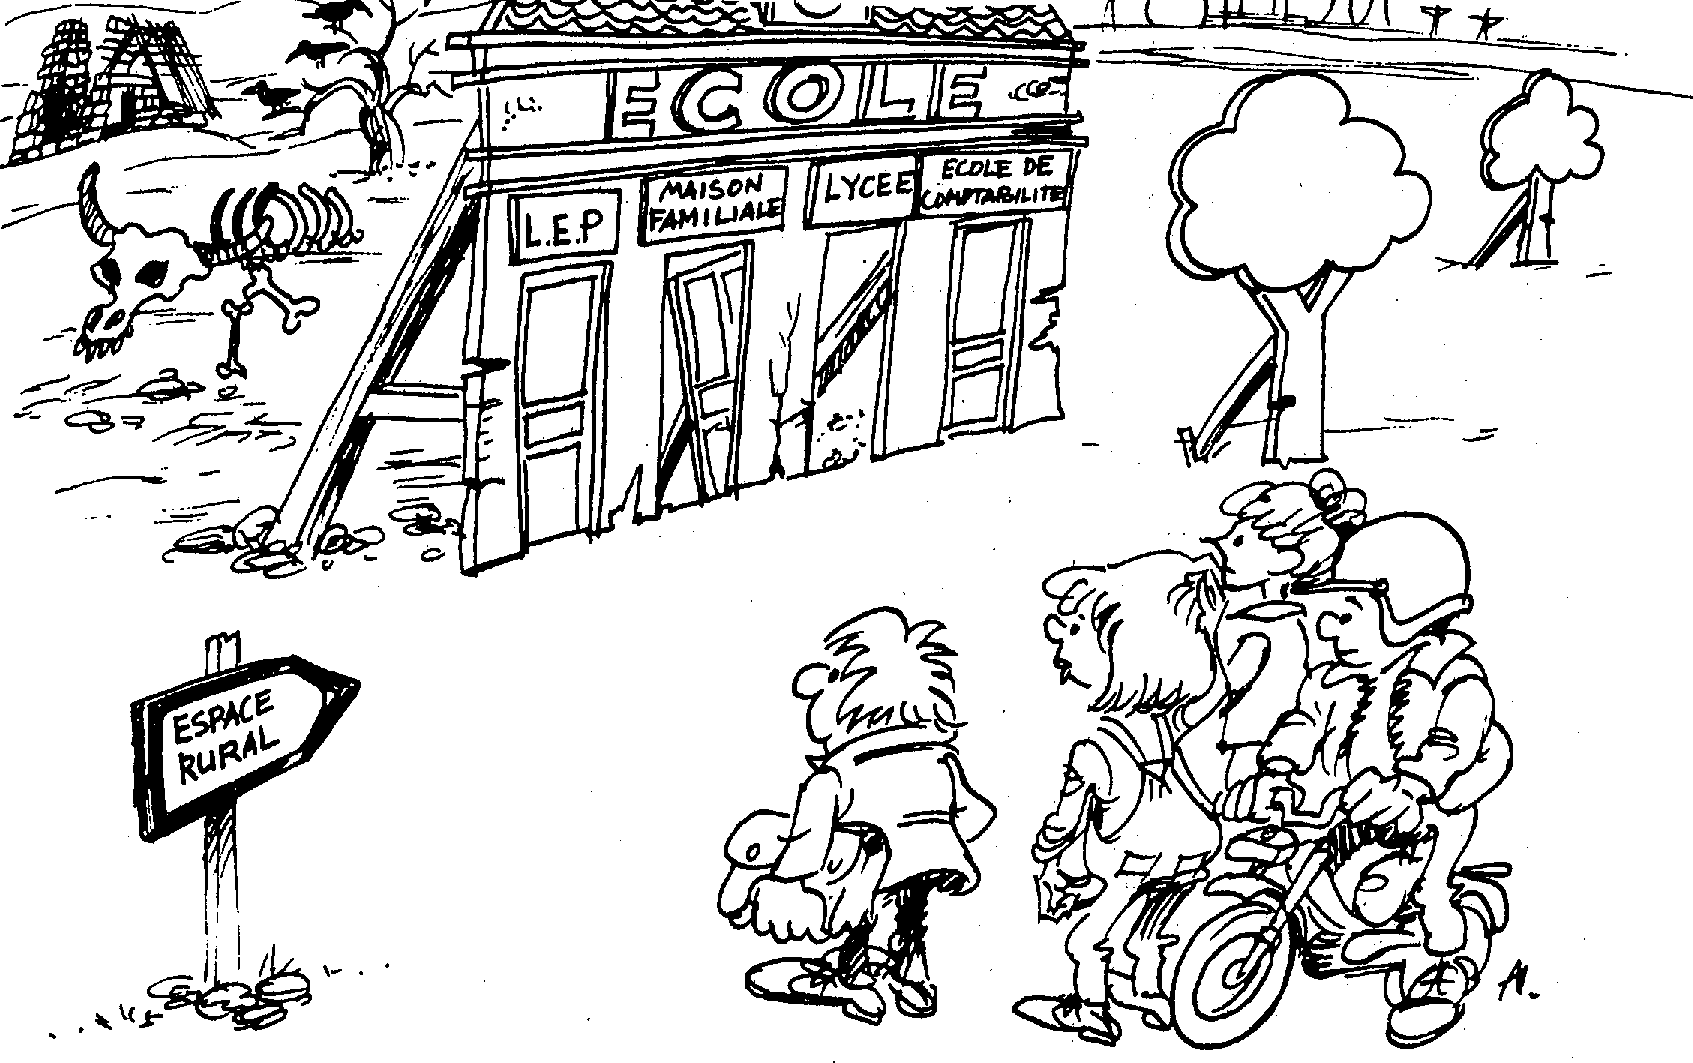 ECOLE
L.E.P
MAISON
FAMILIALE
LYCEE
ECOLE DE
COMPTABILITE
ESPACE
RURAL